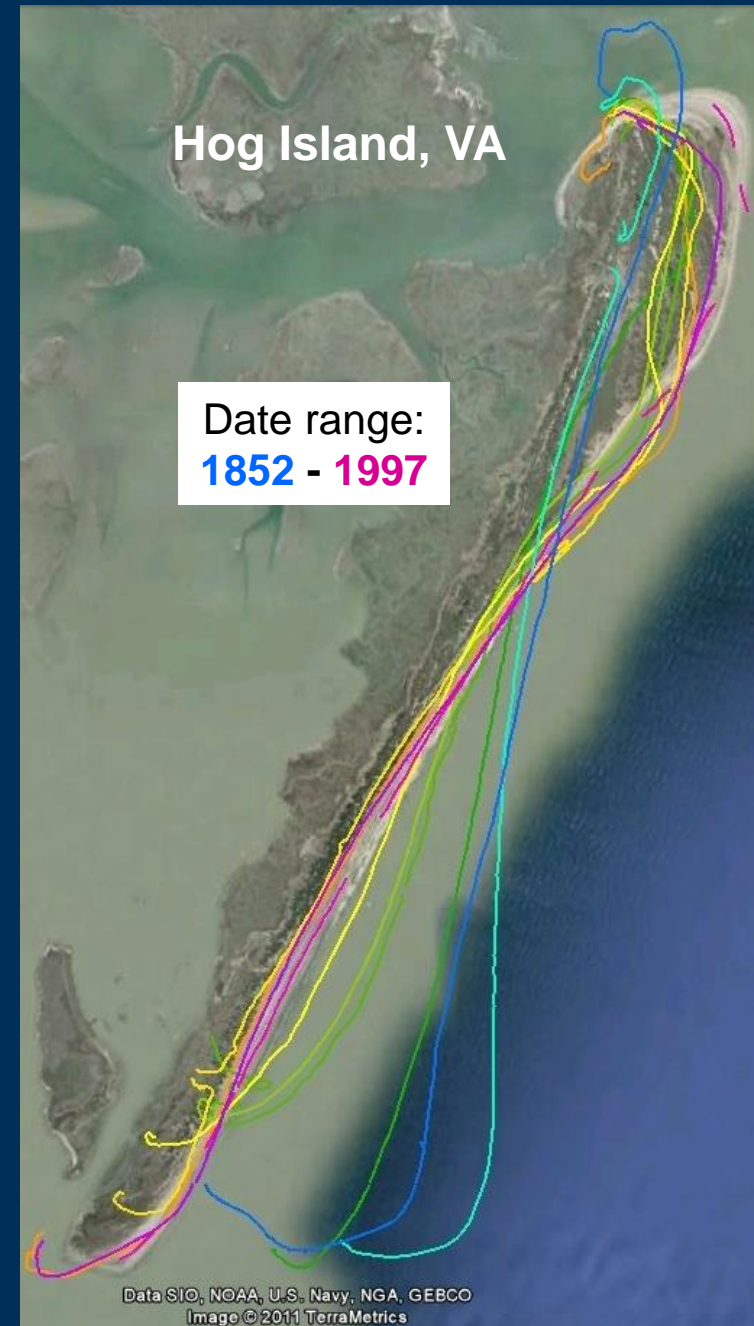 Hog Island, VA
Date range:
1852 - 1997
Data SIO, NOAA, U.S. Navy, NGA, GEBCO
Image © 2011 TerraMetrics